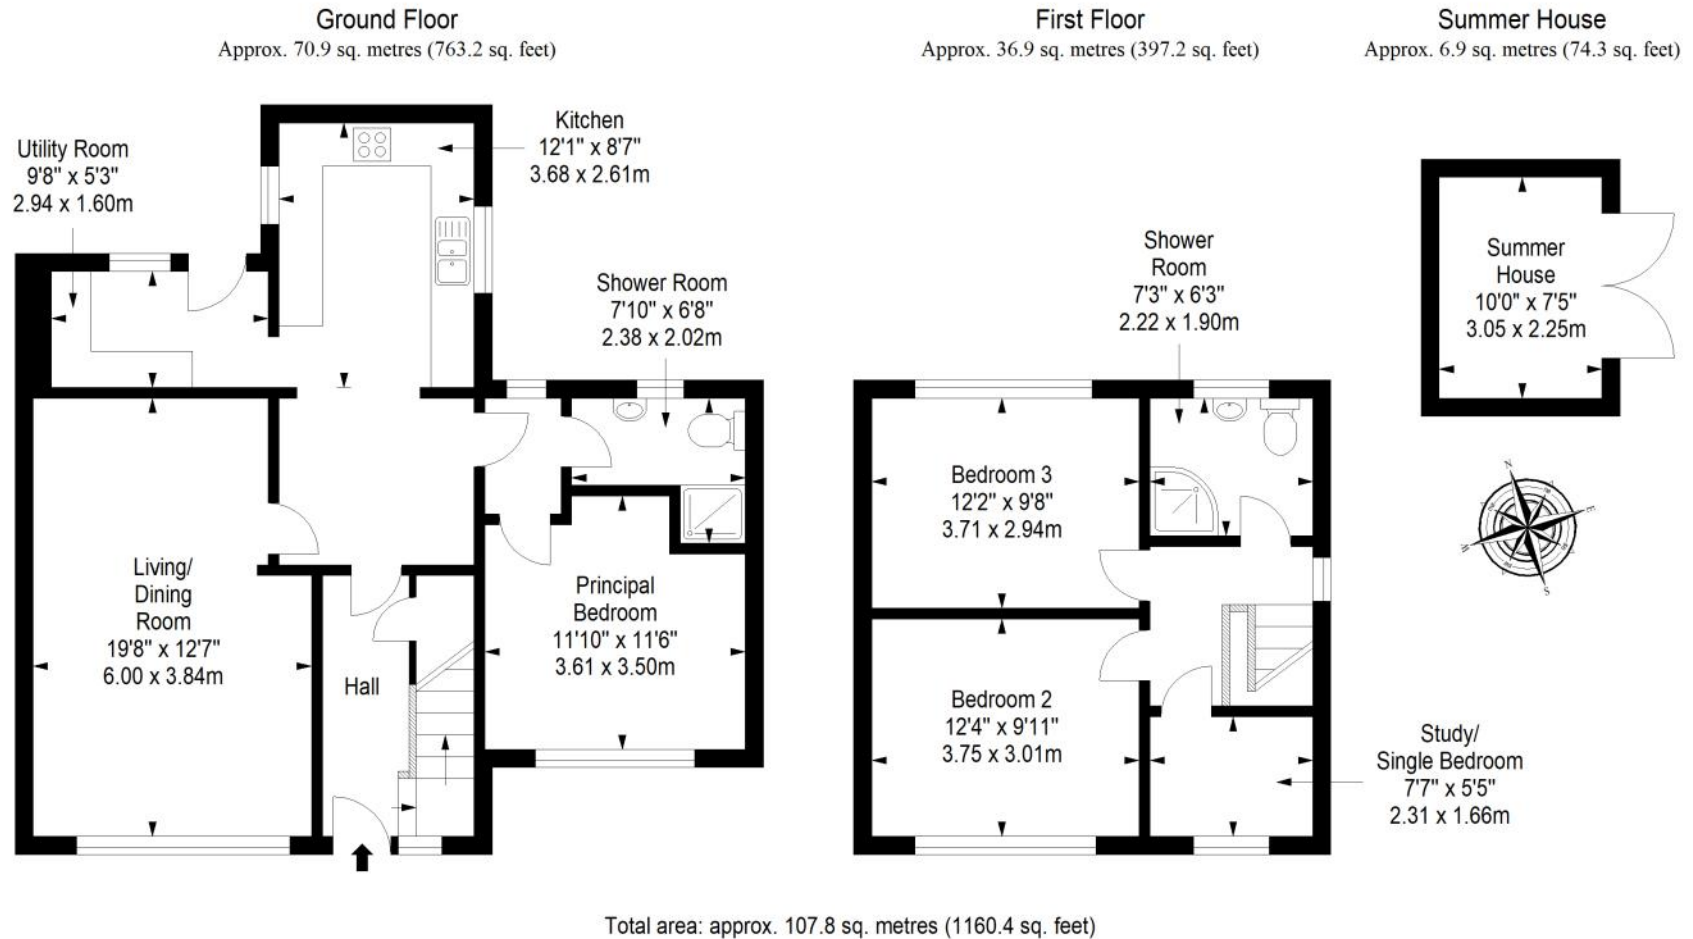 Ground Floor
Approx. 70.9 sq. metres (763.2 sq. feet)
First Floor
Approx. 36.9 sq. metres (397.2 sq. feet)
Summer House
Approx. 6.9 sq. metres (74.3 sq. feet)
Utility Room
9'8" x 5'3"
2.94 x 1.60m
Kitchen
12'1" x 8'7"
3.68 x 2.61m
Shower Room
7'10" x 6'8"
2.38 x 2.02m
Living/
Dining
Room
19'8" x 12'7"
6.00 x 3.84m
Hall
Principal
Bedroom
11'10" x 11'6"
3.61 x 3.50m
Shower
Room
7'3" x 6'3"
2.22 x 1.90m
Bedroom 3
12'2" x 9'8"
3.71 x 2.94m
Bedroom 2
12'4" x 9'11"
3.75 x 3.01m
Study/
Single Bedroom
7'7" x 5'5"
2.31 x 1.66m
Summer
House
10'0" x 7'5"
3.05 x 2.25m
N
E
W
S
Total area: approx. 107.8 sq. metres (1160.4 sq. feet)